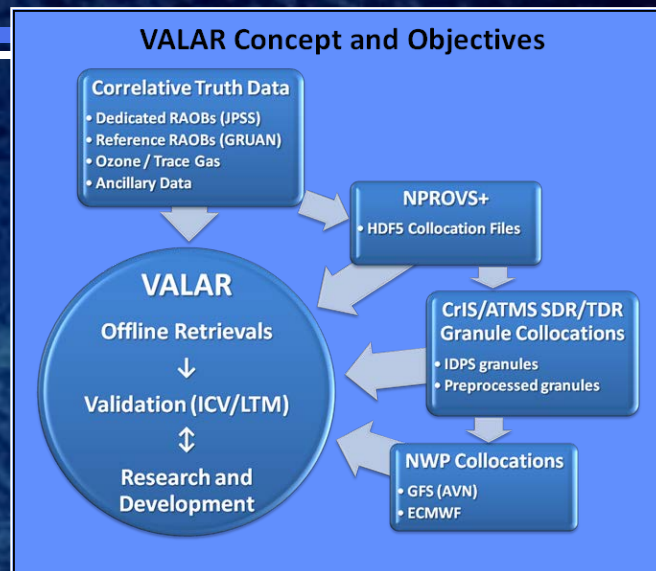 VALAR Concept and Objectives
Correlative Truth Data
• Dedicated RAOBs (JPSS)
• Reference RAOBs (GRUAN)
• Ozone / Trace Gas
• Ancillary Data
NPROVS+
• HDF5 Collocation Files
VALAR
Offline Retrievals
↓
Validation (ICV/LTM)
↕
Research and
Development
CrIS/ATMS SDR/TDR
Granule Collocations
• IDPS granules
• Preprocessed granules
NWP Collocations
• GFS (AVN)
• ECMWF